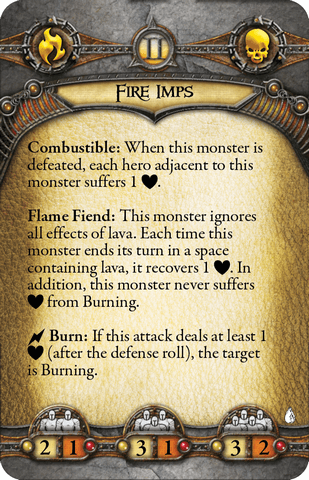 II
FIRE IMPS
Combustible: When this monster is
defeated, each hero adjacent to this
monster suffers 1 ♥.
Flame Fiend: This monster ignores
all effects of lava. Each time this
monster ends its turn in a space
containing lava, it recovers 1 ♥. In
addition, this monster never suffers
♥ from Burning.
Burn: If this attack deals at least 1
♥ (after the defense roll), the target
is Burning.
2 1 3 1 3 2